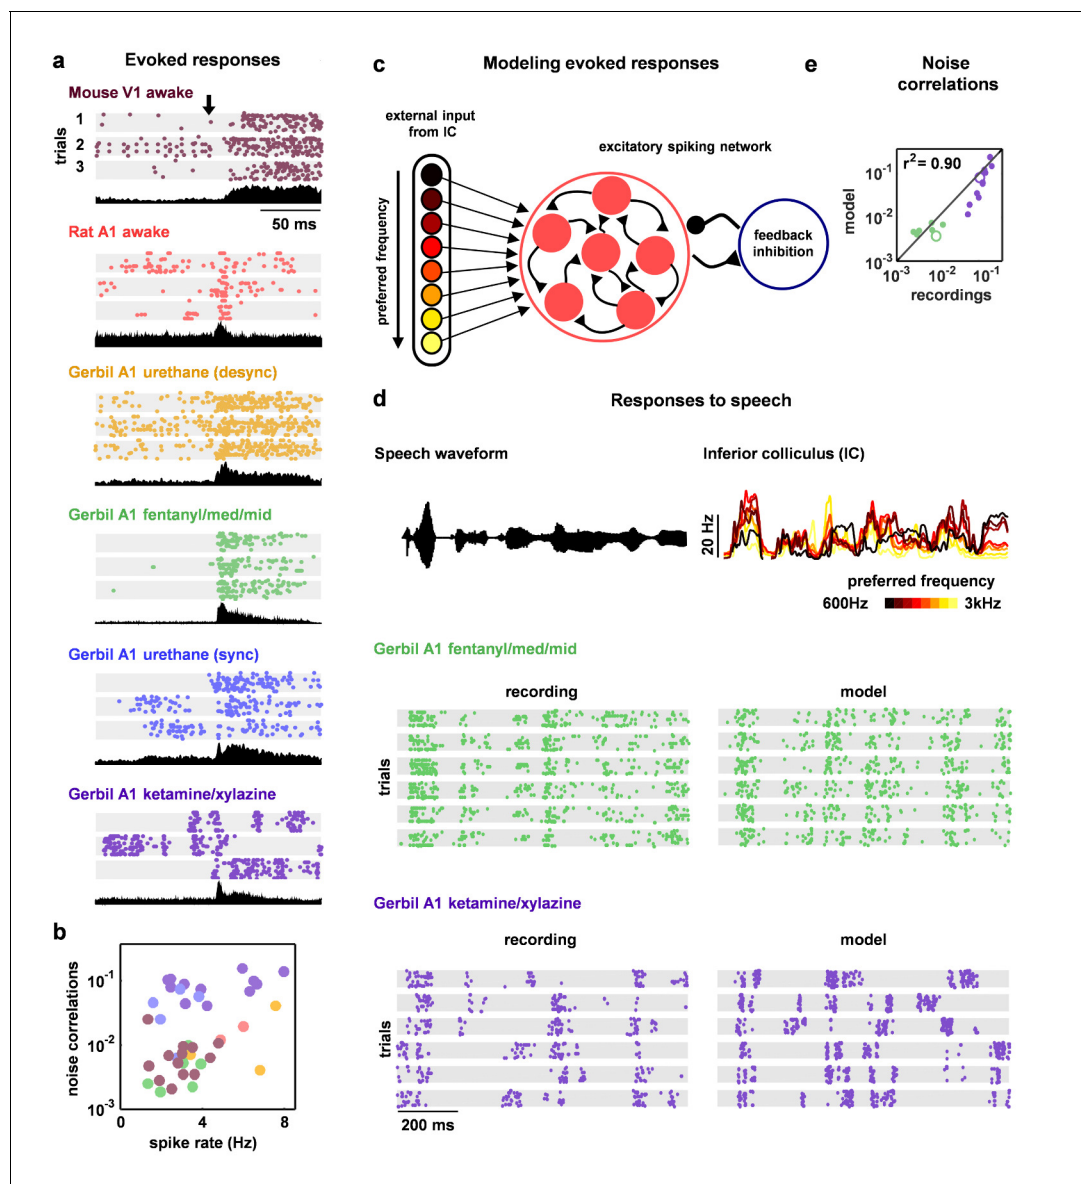 a
Evoked responses
Mouse V1 awake
trials
1
2
3
50 ms
Rat A1 awake
Gerbil A1 urethane (desync)
Gerbil A1 fentanyl/med/mid
Gerbil A1 urethane (sync)
Gerbil A1 ketamine/xylazine
b
noise correlations
10-1
10-2
10-3
0
4
8
spike rate (Hz)
c
Modeling evoked responses
external input
from IC
preferred frequency
excitatory spiking network
feedback
inhibition
e
Noise
correlations
r2= 0.90
model
10-1
10-2
10-3
10-3
10-2
10-1
recordings
d
Responses to speech
Speech waveform
Inferior colliculus (IC)
20 Hz
preferred frequency
600Hz
3kHz
Gerbil A1 fentanyl/med/mid
recording
model
trials
Gerbil A1 ketamine/xylazine
recording
model
trials
200 ms